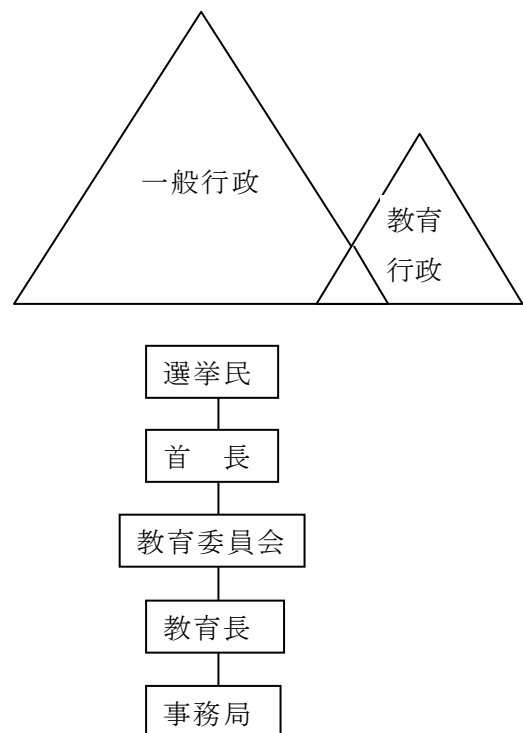 一般行政
教育
行政
選挙民
首　長
教育委員会
教育長
事務局